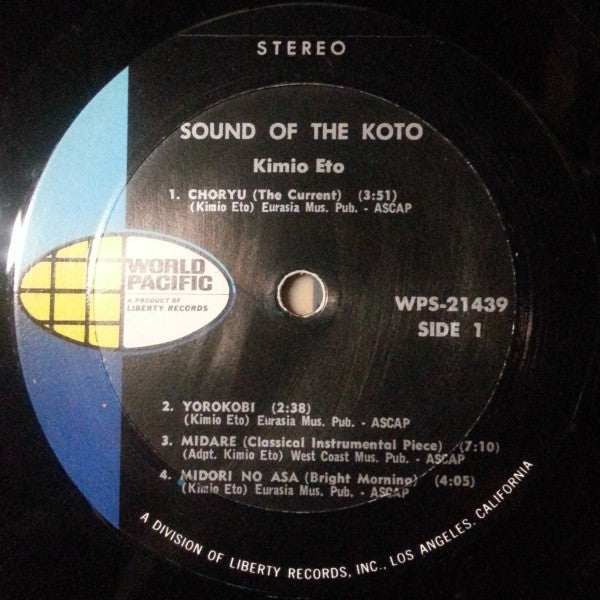 STEREO
SOUND OF THE KOTO
Kimio Eto
1. CHORYU (The Current) (3:51)
(Kimio Eto) Eurasia Mus. Pub. - ASCAP
WORLD
PACIFIC
A PRODUCT OF
LIBERTY RECORDS
WPS-21439
SIDE 1
2. YOROKOBI (2:38)
(Kimio Eto) Eurasia Mus. Pub. - ASCAP
3. MIDARE (Classical Instrumental Piece) (7:10)
(Adpt. Kimio Eto) West Coast Mus. Pub. - ASCAP
4. MIDORI NO ASA (Bright Morning) (4:05)
(Kimio Eto) Eurasia Mus. Pub. - ASCAP
A DIVISION OF LIBERTY RECORDS, INC., LOS ANGELES, CALIFORNIA